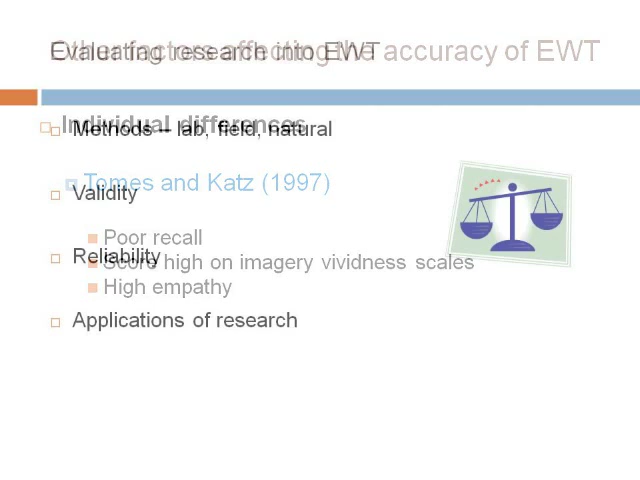 Evaluating research into EWT
Other factors affecting the accuracy of EWT
Individual differences
Methods – lab, field, natural
Tomes and Katz (1997)
Validity
Poor recall
Reliability
Score high on imagery vividness scales
High empathy
Applications of research